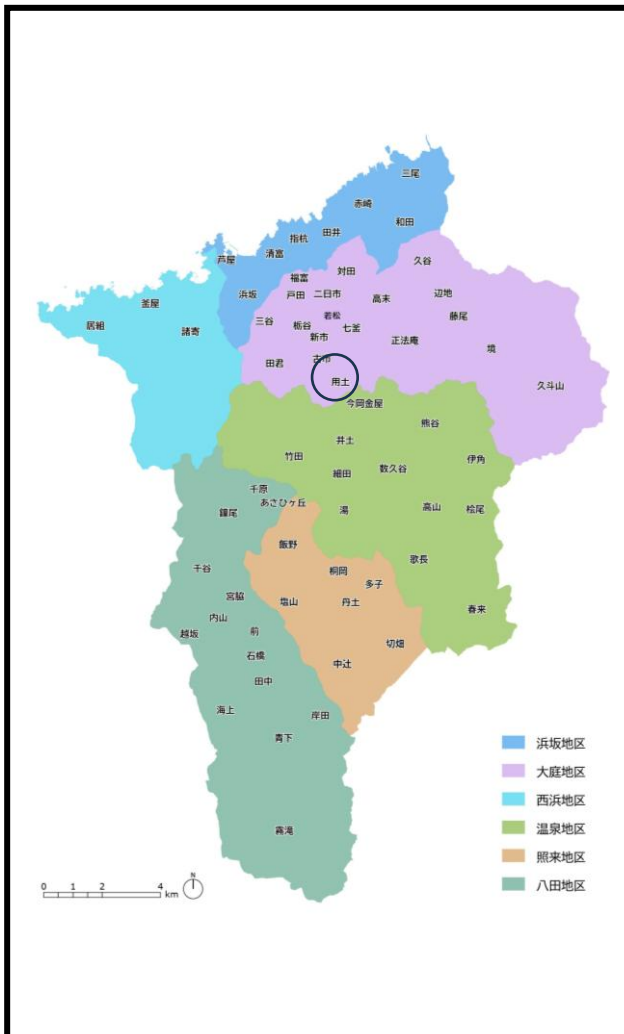 三尾
赤崎
和田
田井
指杭
清富
芦屋
浜坂
久谷
対田
福富
二日市
戸田
高末
辺地
釜屋
居組
諸寄
三谷
栃谷
若松
七釜
新市
藤尾
正法庵
境
古市
田君
用土
久斗山
今岡金屋
熊谷
井土
竹田
細田
数久谷
伊角
湯
高山
桧尾
千原
あさひヶ丘
鐘尾
飯野
歌長
桐岡
多子
千谷
塩山
丹土
春来
宮脇
内山
越坂
前
切畑
石橋
中辻
田中
海上
岸田
青下
霧滝
浜坂地区
大庭地区
西浜地区
温泉地区
照来地区
八田地区
0 1 2 4
km
N